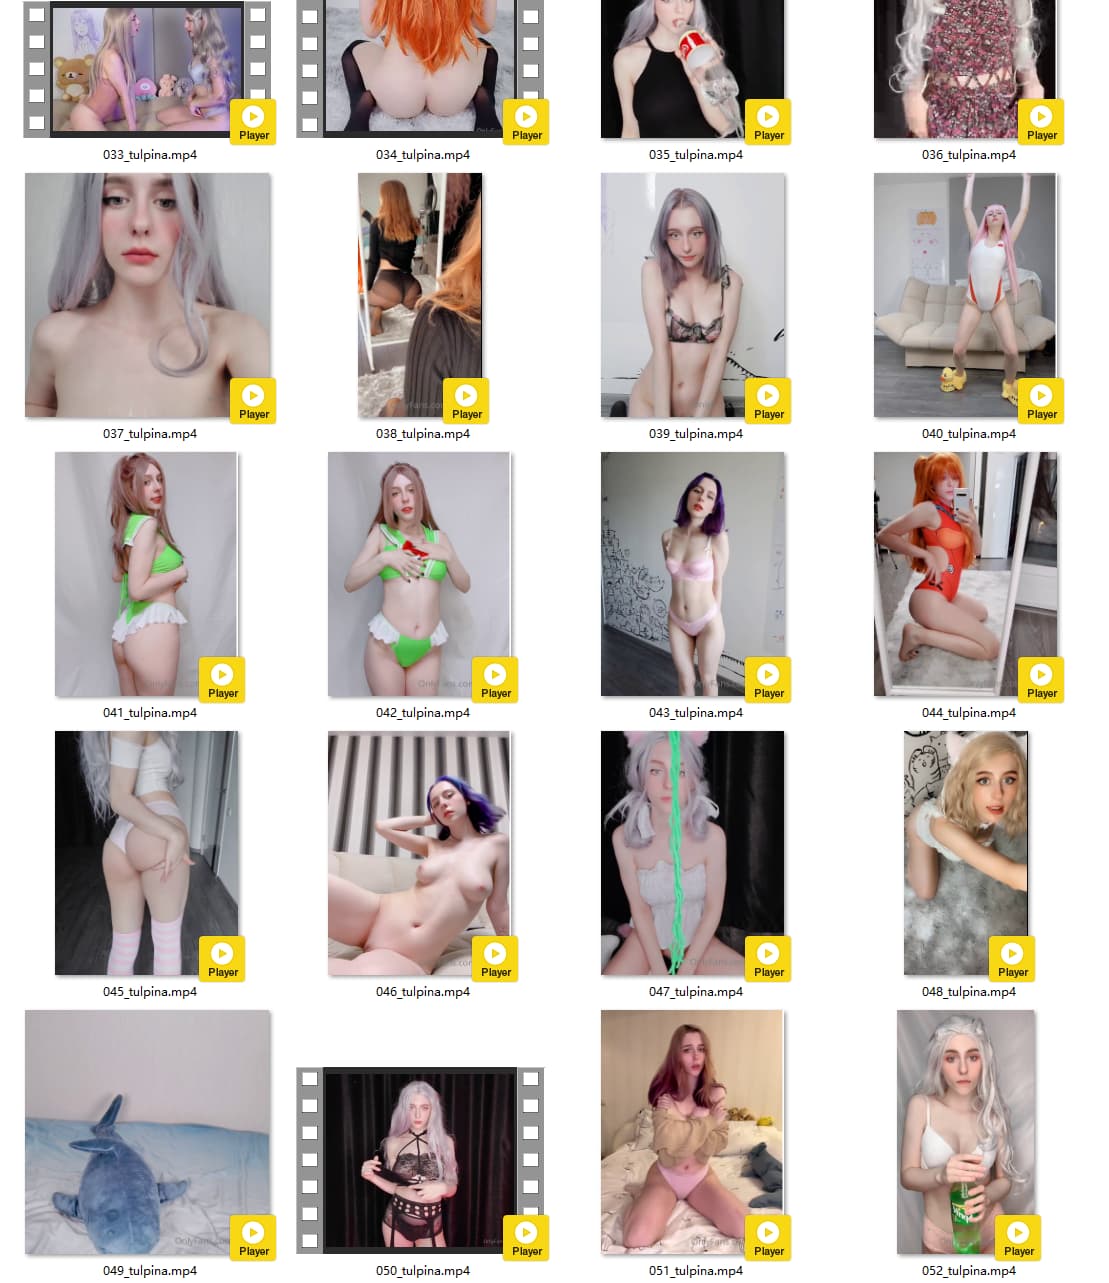 Player
Player
Player
Player
033_tulpina.mp4
034_tulpina.mp4
035_tulpina.mp4
036_tulpina.mp4
Player
Player
Player
Player
037_tulpina.mp4
038_tulpina.mp4
039_tulpina.mp4
040_tulpina.mp4
OnlyFans.com
Player
Player
Player
Player
041_tulpina.mp4
042_tulpina.mp4
043_tulpina.mp4
044_tulpina.mp4
Player
Player
Player
Player
045_tulpina.mp4
046_tulpina.mp4
047_tulpina.mp4
048_tulpina.mp4
Player
Player
Player
Player
049_tulpina.mp4
050_tulpina.mp4
051_tulpina.mp4
052_tulpina.mp4